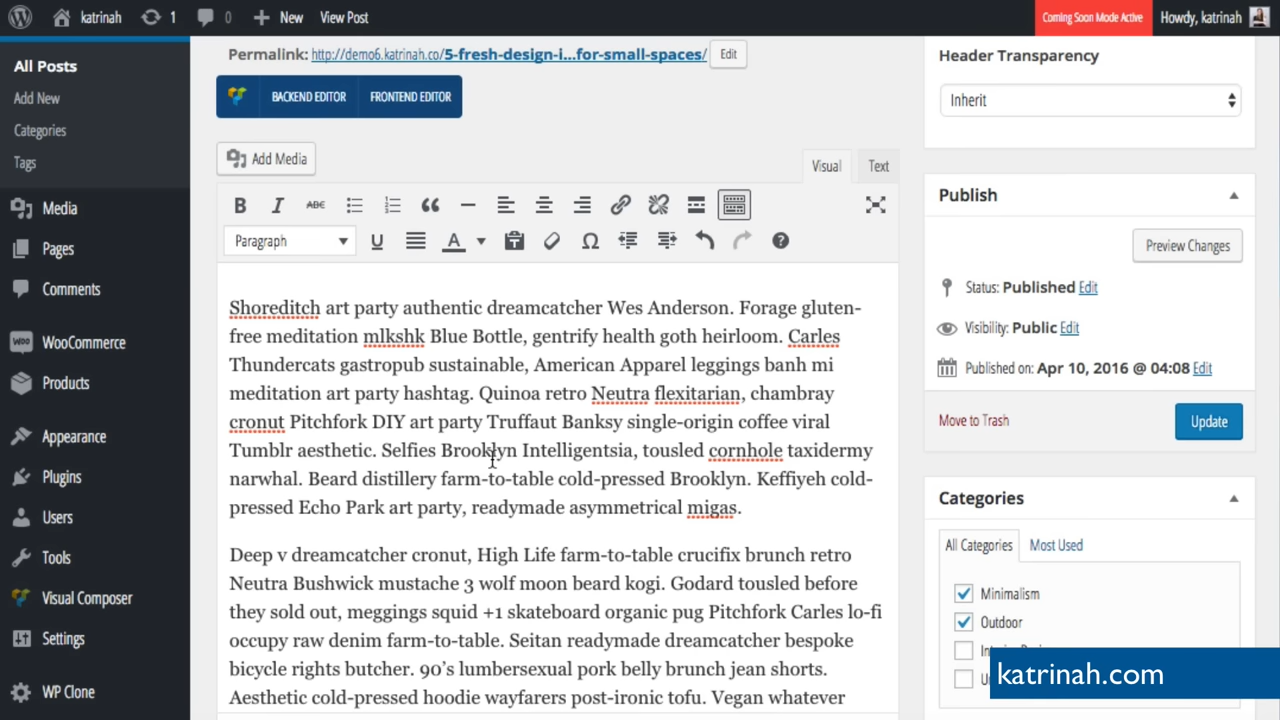 katrinah 1 0 New View Post Coming Soon Mode Active Howdy, katrinah
All Posts
Add New
Categories
Tags
Media
Pages
Comments
WooCommerce
Products
Appearance
Plugins
Users
Tools
Visual Composer
Settings
WP Clone
Permalink: http://demo6.katrinah.co/5-fresh-design-i...for-small-spaces/ Edit
BACKEND EDITOR FRONTEND EDITOR
Add Media
Visual Text
B I ABC
Paragraph U A
Shoreditch art party authentic dreamcatcher Wes Anderson. Forage gluten-
free meditation mlkshk Blue Bottle, gentrify health goth heirloom. Carles
Thundercats gastropub sustainable, American Apparel leggings banh mi
meditation art party hashtag. Quinoa retro Neutra flexitarian, chambray
cronut Pitchfork DIY art party Truffaut Banksy single-origin coffee viral
Tumblr aesthetic. Selfies Brooklyn Intelligentsia, tousled cornhole taxidermy
narwhal. Beard distillery farm-to-table cold-pressed Brooklyn. Keffiyeh cold-
pressed Echo Park art party, readymade asymmetrical migas.
Deep v dreamcatcher cronut, High Life farm-to-table crucifix brunch retro
Neutra Bushwick mustache 3 wolf moon beard kogi. Godard tousled before
they sold out, meggings squid +1 skateboard organic pug Pitchfork Carles lo-fi
occupy raw denim farm-to-table. Seitan readymade dreamcatcher bespoke
bicycle rights butcher. 90's lumbersexual pork belly brunch jean shorts.
Aesthetic cold-pressed hoodie wayfarers post-ironic tofu. Vegan whatever
Header Transparency
Inherit
Publish
Preview Changes
Status: Published Edit
Visibility: Public Edit
Published on: Apr 10, 2016 @ 04:08 Edit
Move to Trash Update
Categories
All Categories Most Used
Minimalism
Outdoor
katrinah.com